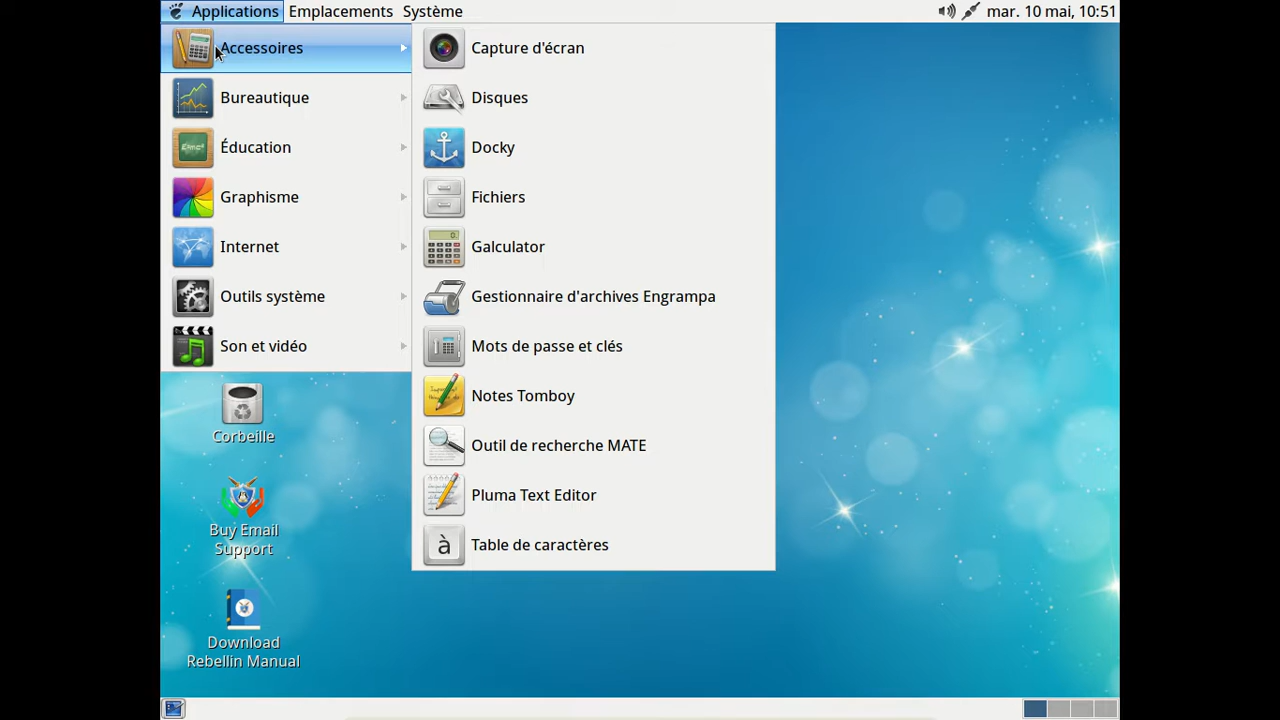 Applications Emplacements Système mar. 10 mai, 10:51
Accessoires
Bureautique
Éducation
Graphisme
Internet
Outils système
Son et vidéo
Capture d'écran
Disques
Docky
Fichiers
Galculator
Gestionnaire d'archives Engrampa
Mots de passe et clés
Notes Tomboy
Outil de recherche MATE
Pluma Text Editor
Table de caractères
Corbeille
Buy Email
Support
Download
Rebellin Manual